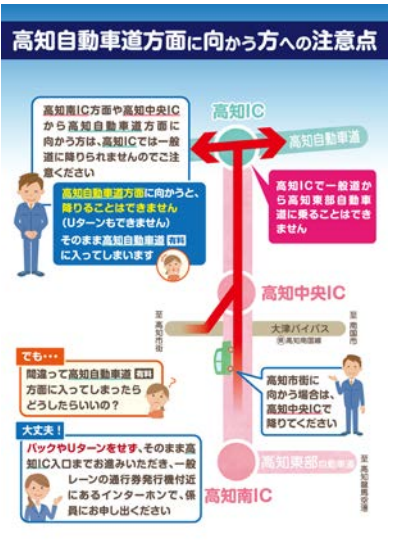 高知自動車道方面に向かう方への注意点
高知南IC方面や高知中央IC
から高知自動車道方面に
向かう方は、高知ICでは一般
道に降りられませんのでご注
意ください
高知IC
高知自動車道
高知自動車道方面に向かうと、
降りることはできません
(Uターンもできません)
そのまま高知自動車道 有料
に入ってしまいます
高知ICで一般道か
ら高知東部自動車
道に乗ることはでき
ません
高知中央IC
至 高知市街
大津バイパス
高知南国線
至 南国市
でも・・・
間違って高知自動車道 有料
方面に入ってしまったら
どうしたらいいの?
高知市街に
向かう場合は、
高知中央ICで
降りてください
大丈夫!
バックやUターンをせず、そのまま高
知IC入口までお進みいただき、一般
レーンの通行券発行機付近
にあるインターホンで、係
員にお申し出ください
高知東部自動車道
高知南IC
至 高知龍馬空港